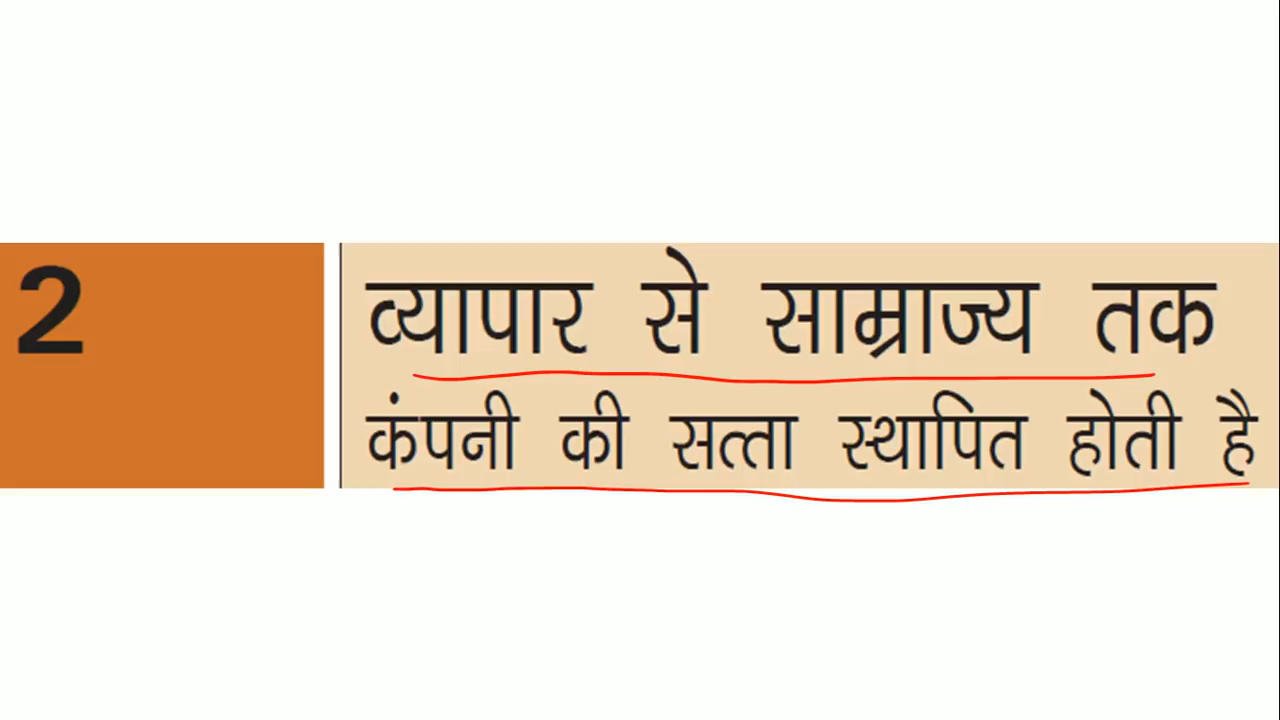 2
व्यापार से साम्राज्य तक
कंपनी की सत्ता स्थापित होती है